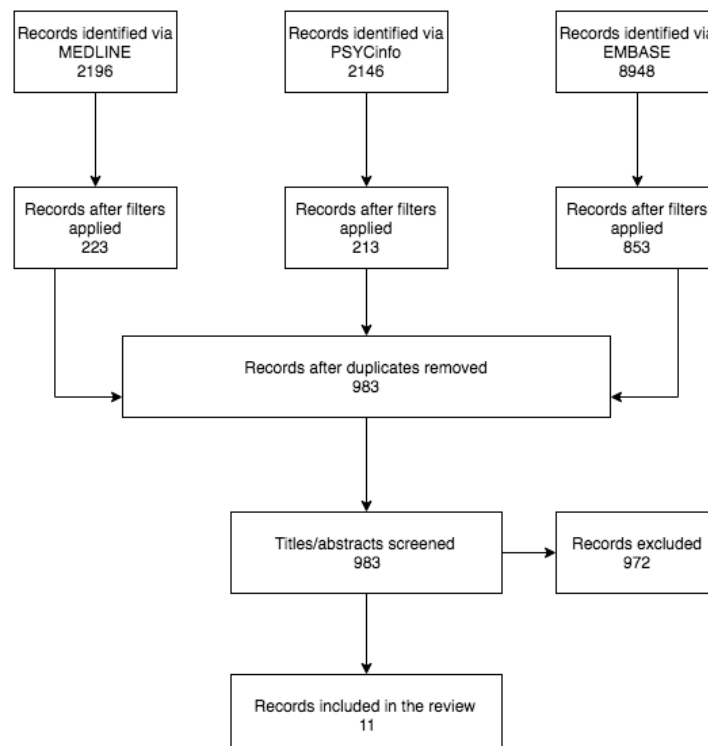 Records identified via
MEDLINE
2196
Records identified via
PSYCinfo
2146
Records identified via
EMBASE
8948
Records after filters
applied
223
Records after filters
applied
213
Records after filters
applied
853
Records after duplicates removed
983
Titles/abstracts screened
983
Records excluded
972
Records included in the review
11